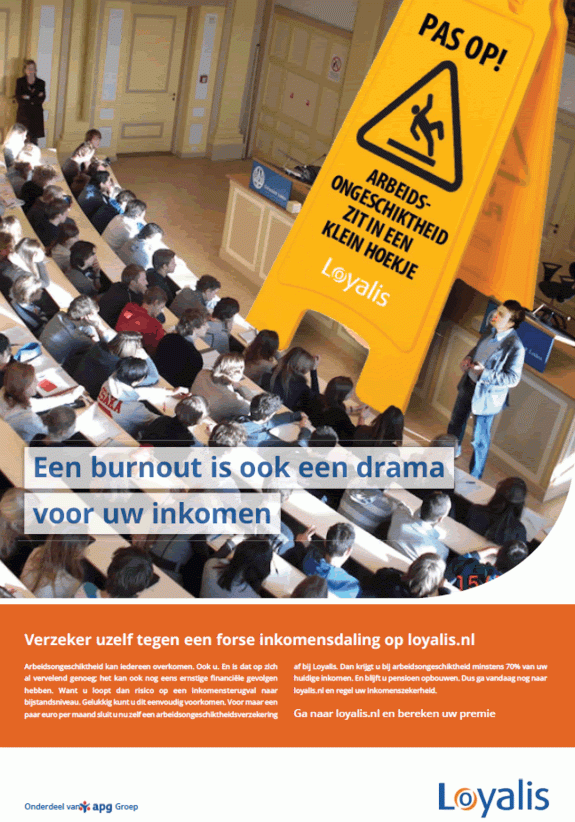 PAS OP!
ARBEIDS-
ONGESCHIKTHEID
ZIT IN EEN
KLEIN HOEKJE
Loyalis
Een burnout is ook een drama
voor uw inkomen
Verzeker uzelf tegen een forse inkomensdaling op loyalis.nl
Arbeidsongeschiktheid kan iedereen overkomen. Ook u. En is dat op zich
al vervelend genoeg; het kan ook nog eens ernstige financiële gevolgen
hebben. Want u loopt dan risico op een inkomensterugval naar
bijstandsniveau. Gelukkig kunt u dit eenvoudig voorkomen. Voor maar een
paar euro per maand sluit u nu zelf een arbeidsongeschiktheidsverzekering
af bij Loyalis. Dan krijgt u bij arbeidsongeschiktheid minstens 70% van uw
huidige inkomen. En blijft u pensioen opbouwen. Dus ga vandaag nog naar
loyalis.nl en regel uw inkomenszekerheid.
Ga naar loyalis.nl en bereken uw premie
Onderdeel van apg Groep
Loyalis